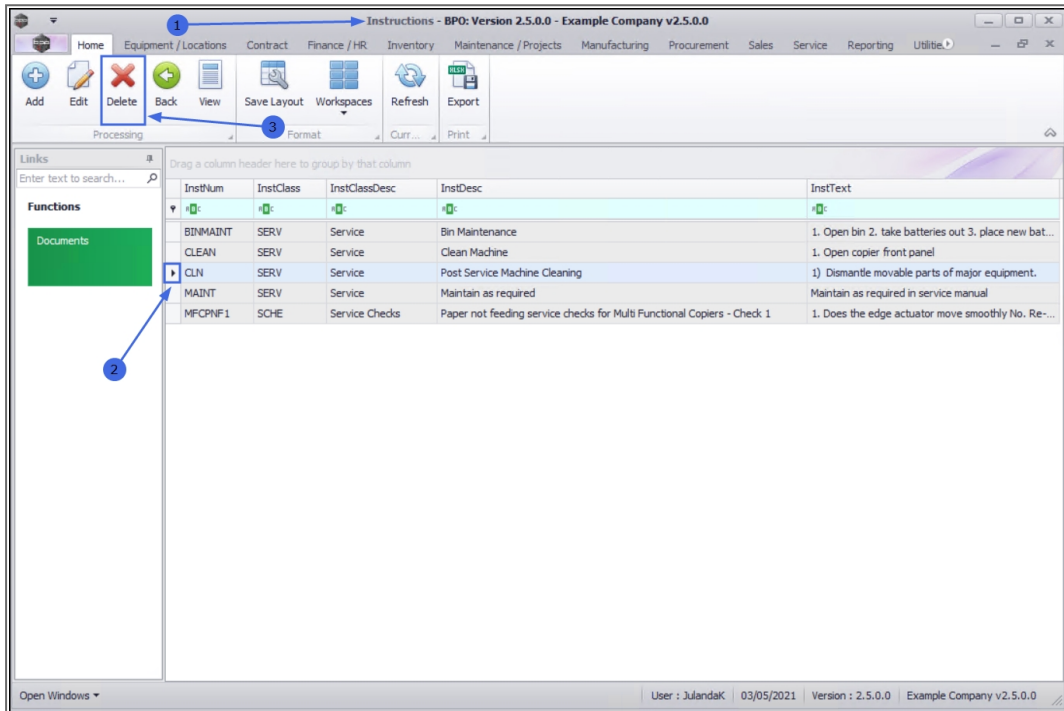 1
Instructions - BPO: Version 2.5.0.0 - Example Company v2.5.0.0
Home Equipment / Locations Contract Finance / HR Inventory Maintenance / Projects Manufacturing Procurement Sales Service Reporting Utilitie
Add Edit Delete Back View Save Layout Workspaces Refresh Export
3
Processing Format Curr... Print
Links
Enter text to search...
Drag a column header here to group by that column
InstNum InstClass InstClassDesc InstDesc InstText
Functions
Documents
BINMAINT SERV Service Bin Maintenance 1. Open bin 2. take batteries out 3. place new bat...
CLEAN SERV Service Clean Machine 1. Open copier front panel
CLN SERV Service Post Service Machine Cleaning 1) Dismantle movable parts of major equipment.
MAINT SERV Service Maintain as required Maintain as required in service manual
MFCPNF1 SCHE Service Checks Paper not feeding service checks for Multi Functional Copiers - Check 1 1. Does the edge actuator move smoothly No. Re-...
2
Open Windows User : JulandaK 03/05/2021 Version : 2.5.0.0 Example Company v2.5.0.0